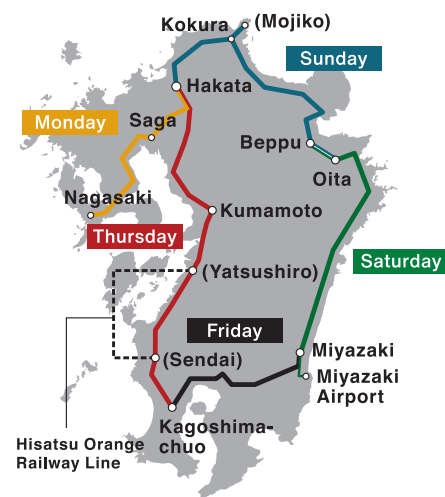 Kokura
(Mojiko)
Sunday
Hakata
Monday
Saga
Beppu
Oita
Nagasaki
Kumamoto
Thursday
(Yatsushiro)
Saturday
Friday
(Sendai)
Miyazaki
Miyazaki
Airport
Kagoshima-
chuo
Hisatsu Orange
Railway Line